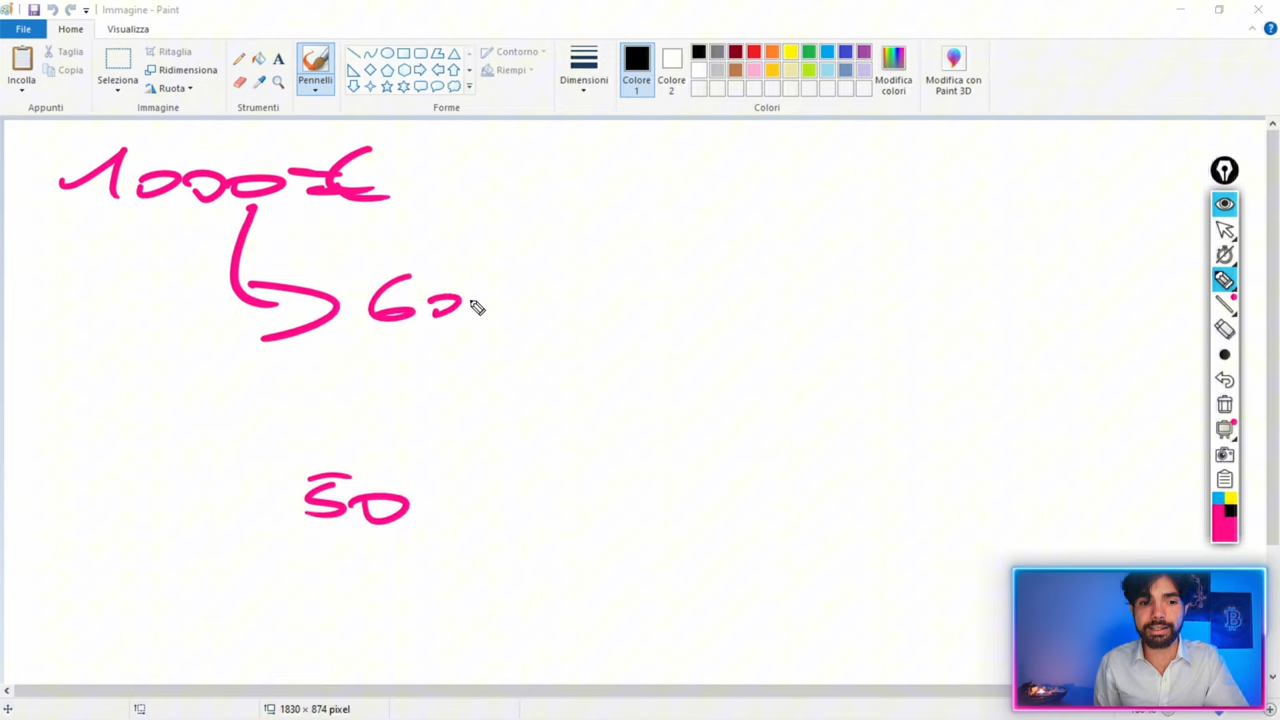 Immagine - Paint
File Home Visualizza
Incolla Taglia Copia Appunti
Seleziona Ritaglia Ridimensiona Ruota Immagine
Strumenti
Pennelli
Contorno Riempi Forme
Dimensioni
Colore 1 Colore 2 Modifica colori Colori
Modifica con Paint 3D
1000 €
60
50
1830 × 874 pixel